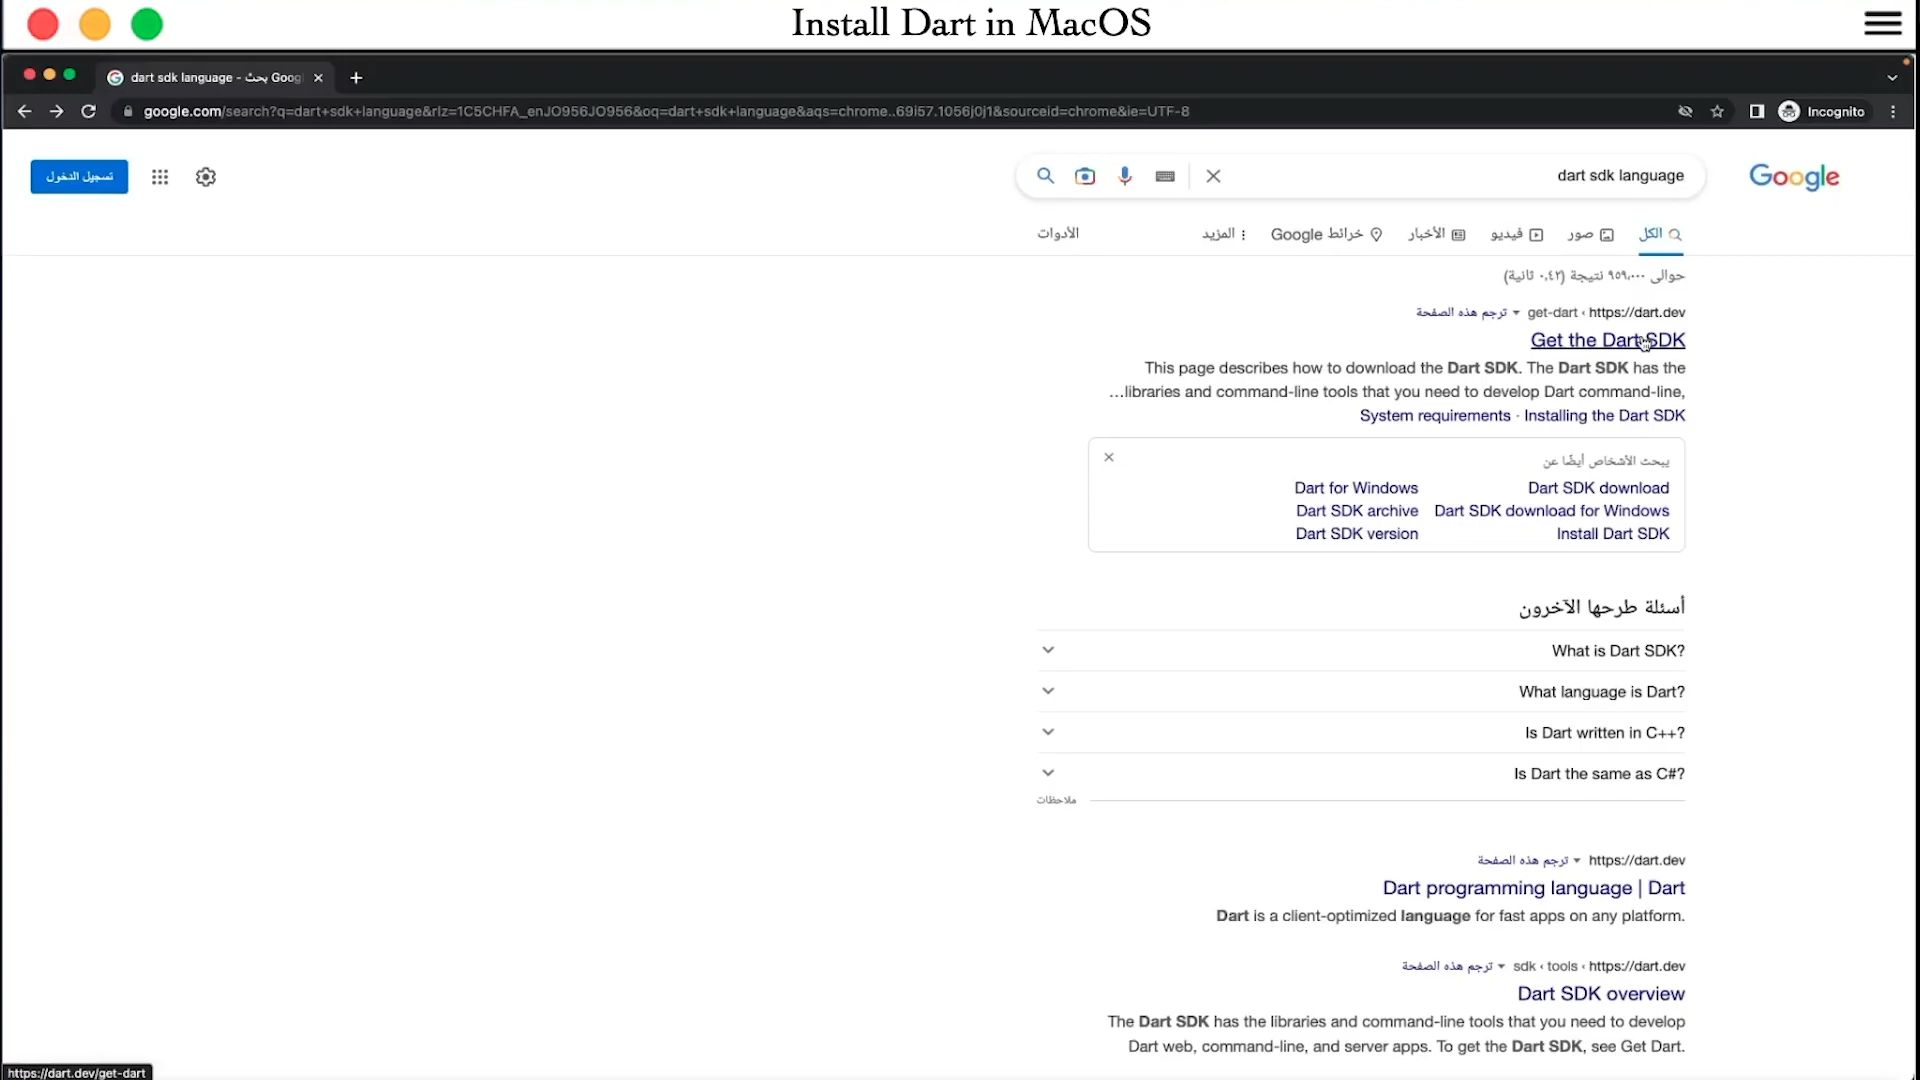 Install Dart in MacOS
dart sdk language - بحث Goog
google.com/search?q=dart+sdk+language&rlz=1C5CHFA_enJO956JO956&oq=dart+sdk+language&aqs=chrome..69i57.1056j0j1&sourceid=chrome&ie=UTF-8
Incognito
تسجيل الدخول
dart sdk language
Google
الكل
صور
فيديو
الأخبار
خرائط Google
المزيد
الأدوات
حوالى ٩٥٩,٠٠٠ نتيجة (٠,٤٢ ثانية)
https://dart.dev › get-dart ترجم هذه الصفحة
Get the Dart SDK
This page describes how to download the Dart SDK. The Dart SDK has the
...libraries and command-line tools that you need to develop Dart command-line,
System requirements · Installing the Dart SDK
يبحث الأشخاص أيضًا عن
Dart SDK download
Dart for Windows
Dart SDK download for Windows
Dart SDK archive
Install Dart SDK
Dart SDK version
أسئلة طرحها الآخرون
What is Dart SDK?
What language is Dart?
Is Dart written in C++?
Is Dart the same as C#?
ملاحظات
https://dart.dev ترجم هذه الصفحة
Dart programming language | Dart
Dart is a client-optimized language for fast apps on any platform.
https://dart.dev › tools › sdk ترجم هذه الصفحة
Dart SDK overview
The Dart SDK has the libraries and command-line tools that you need to develop
Dart web, command-line, and server apps. To get the Dart SDK, see Get Dart.
https://dart.dev/get-dart